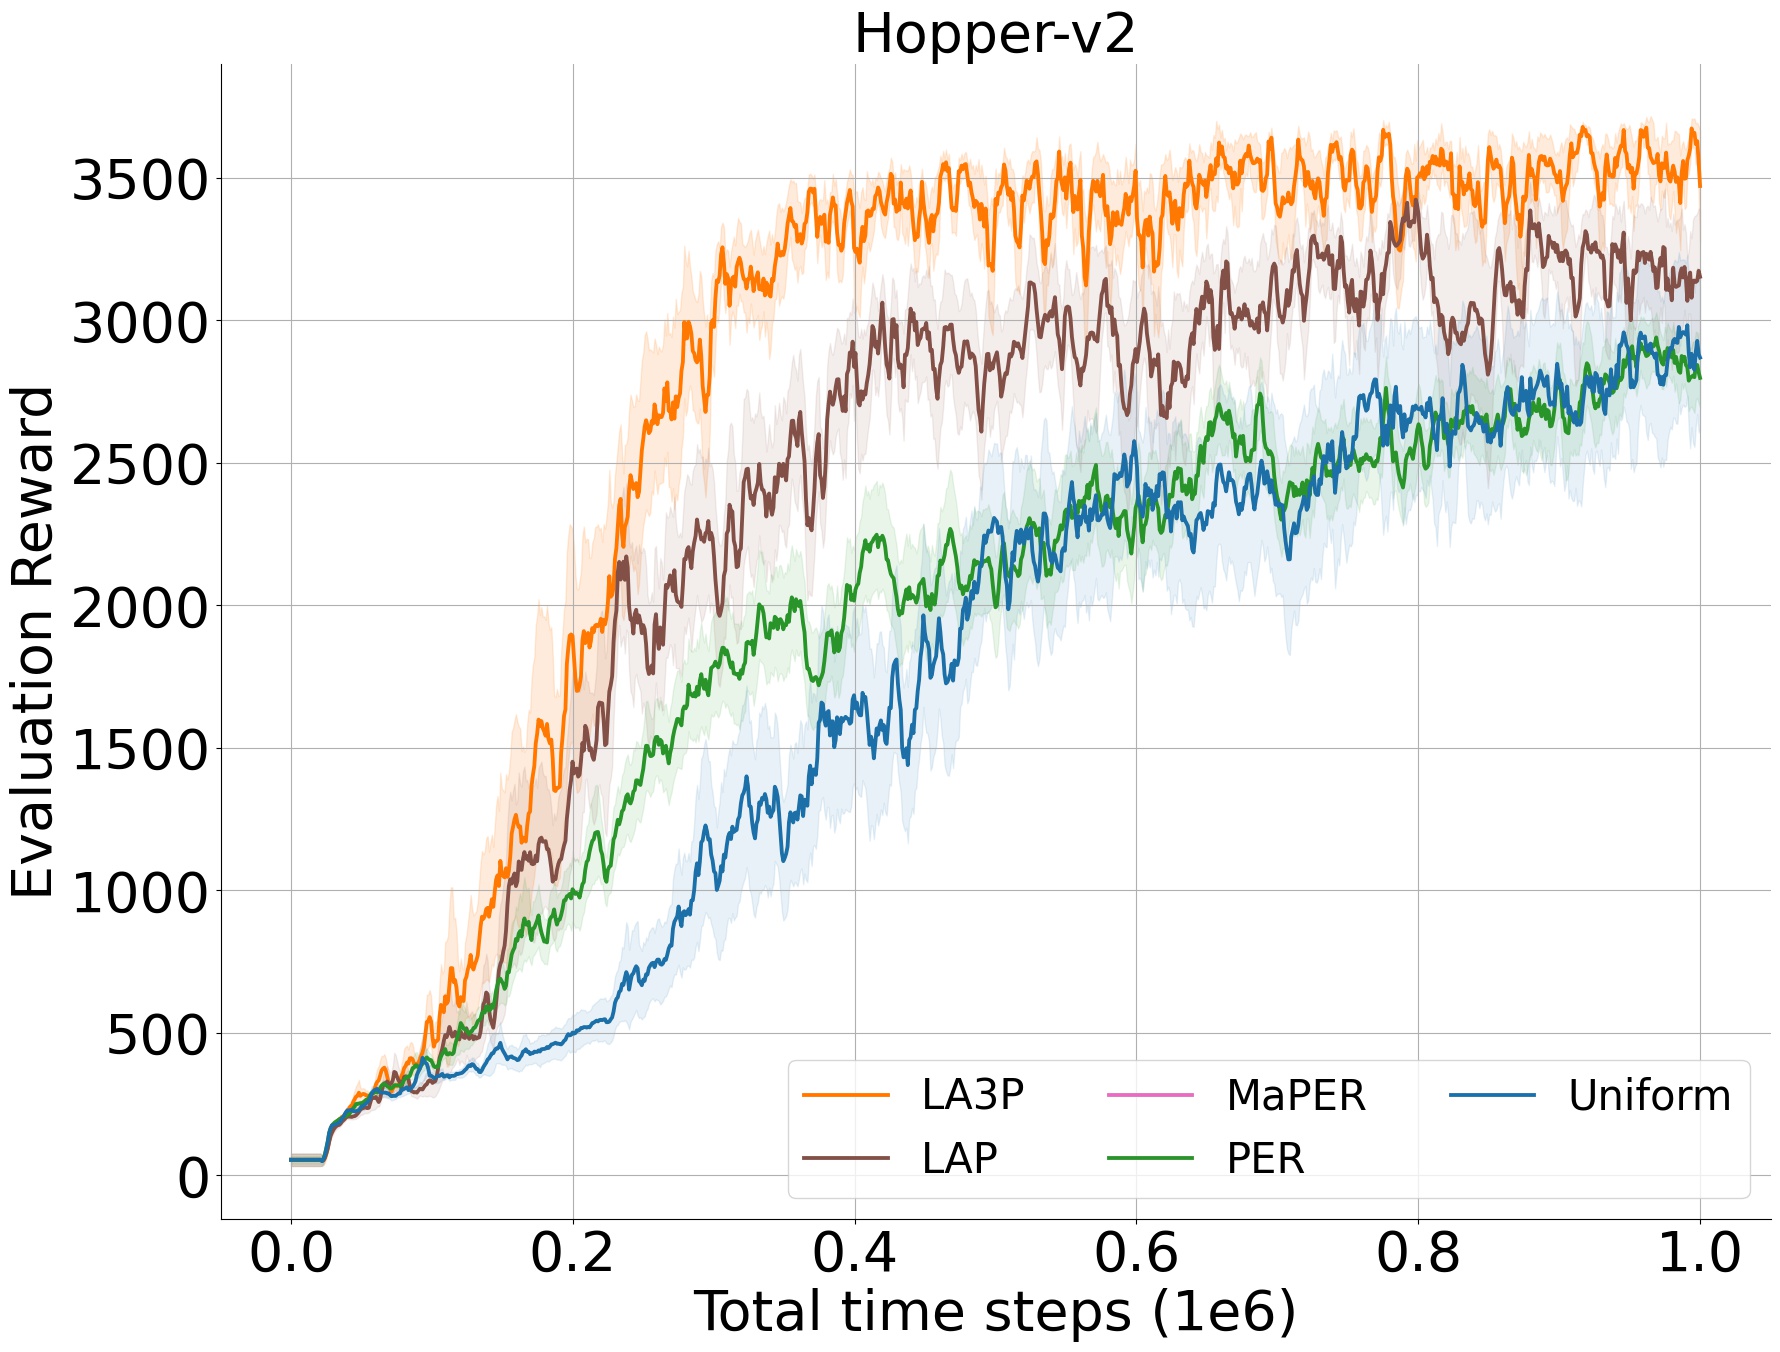 Hopper-v2
Evaluation Reward
3500
3000
2500
2000
1500
1000
500
0
LA3P
MaPER
Uniform
LAP
PER
0.0
0.2
0.4
0.6
0.8
1.0
Total time steps (1e6)